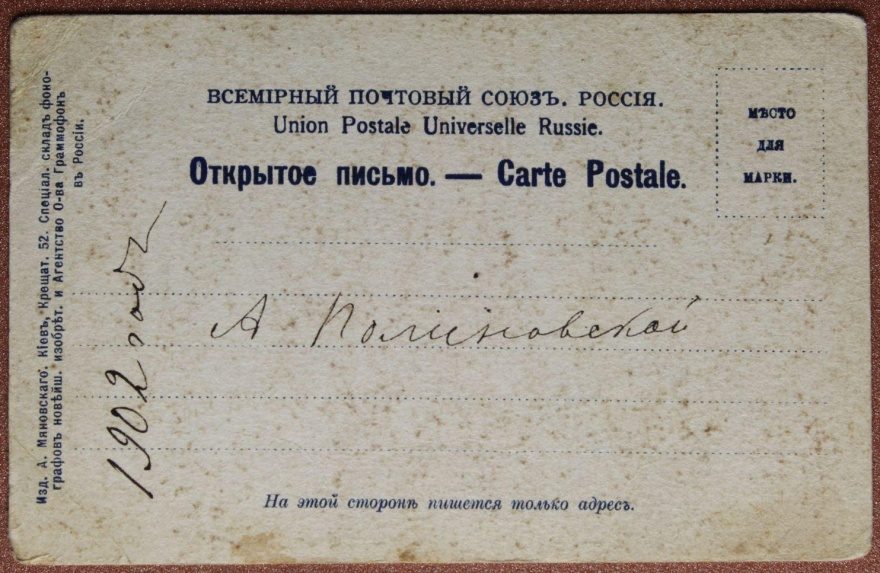 ВСЕМІРНЫЙ ПОЧТОВЫЙ СОЮЗЪ. РОССІЯ.
Union Postale Universelle Russie.
Открытое письмо. — Carte Postale.
МѢСТО
ДЛЯ
МАРКИ.
А Полиновской
На этой сторонѣ пишется только адресъ.
1902 года
Изд. А. Мяновскаго. Кіевъ, Крещат. 52. Спеціал. складъ фоно-
графовъ новѣйш. изобрѣт. и Агентство О-ва Граммофонъ
въ Россіи.